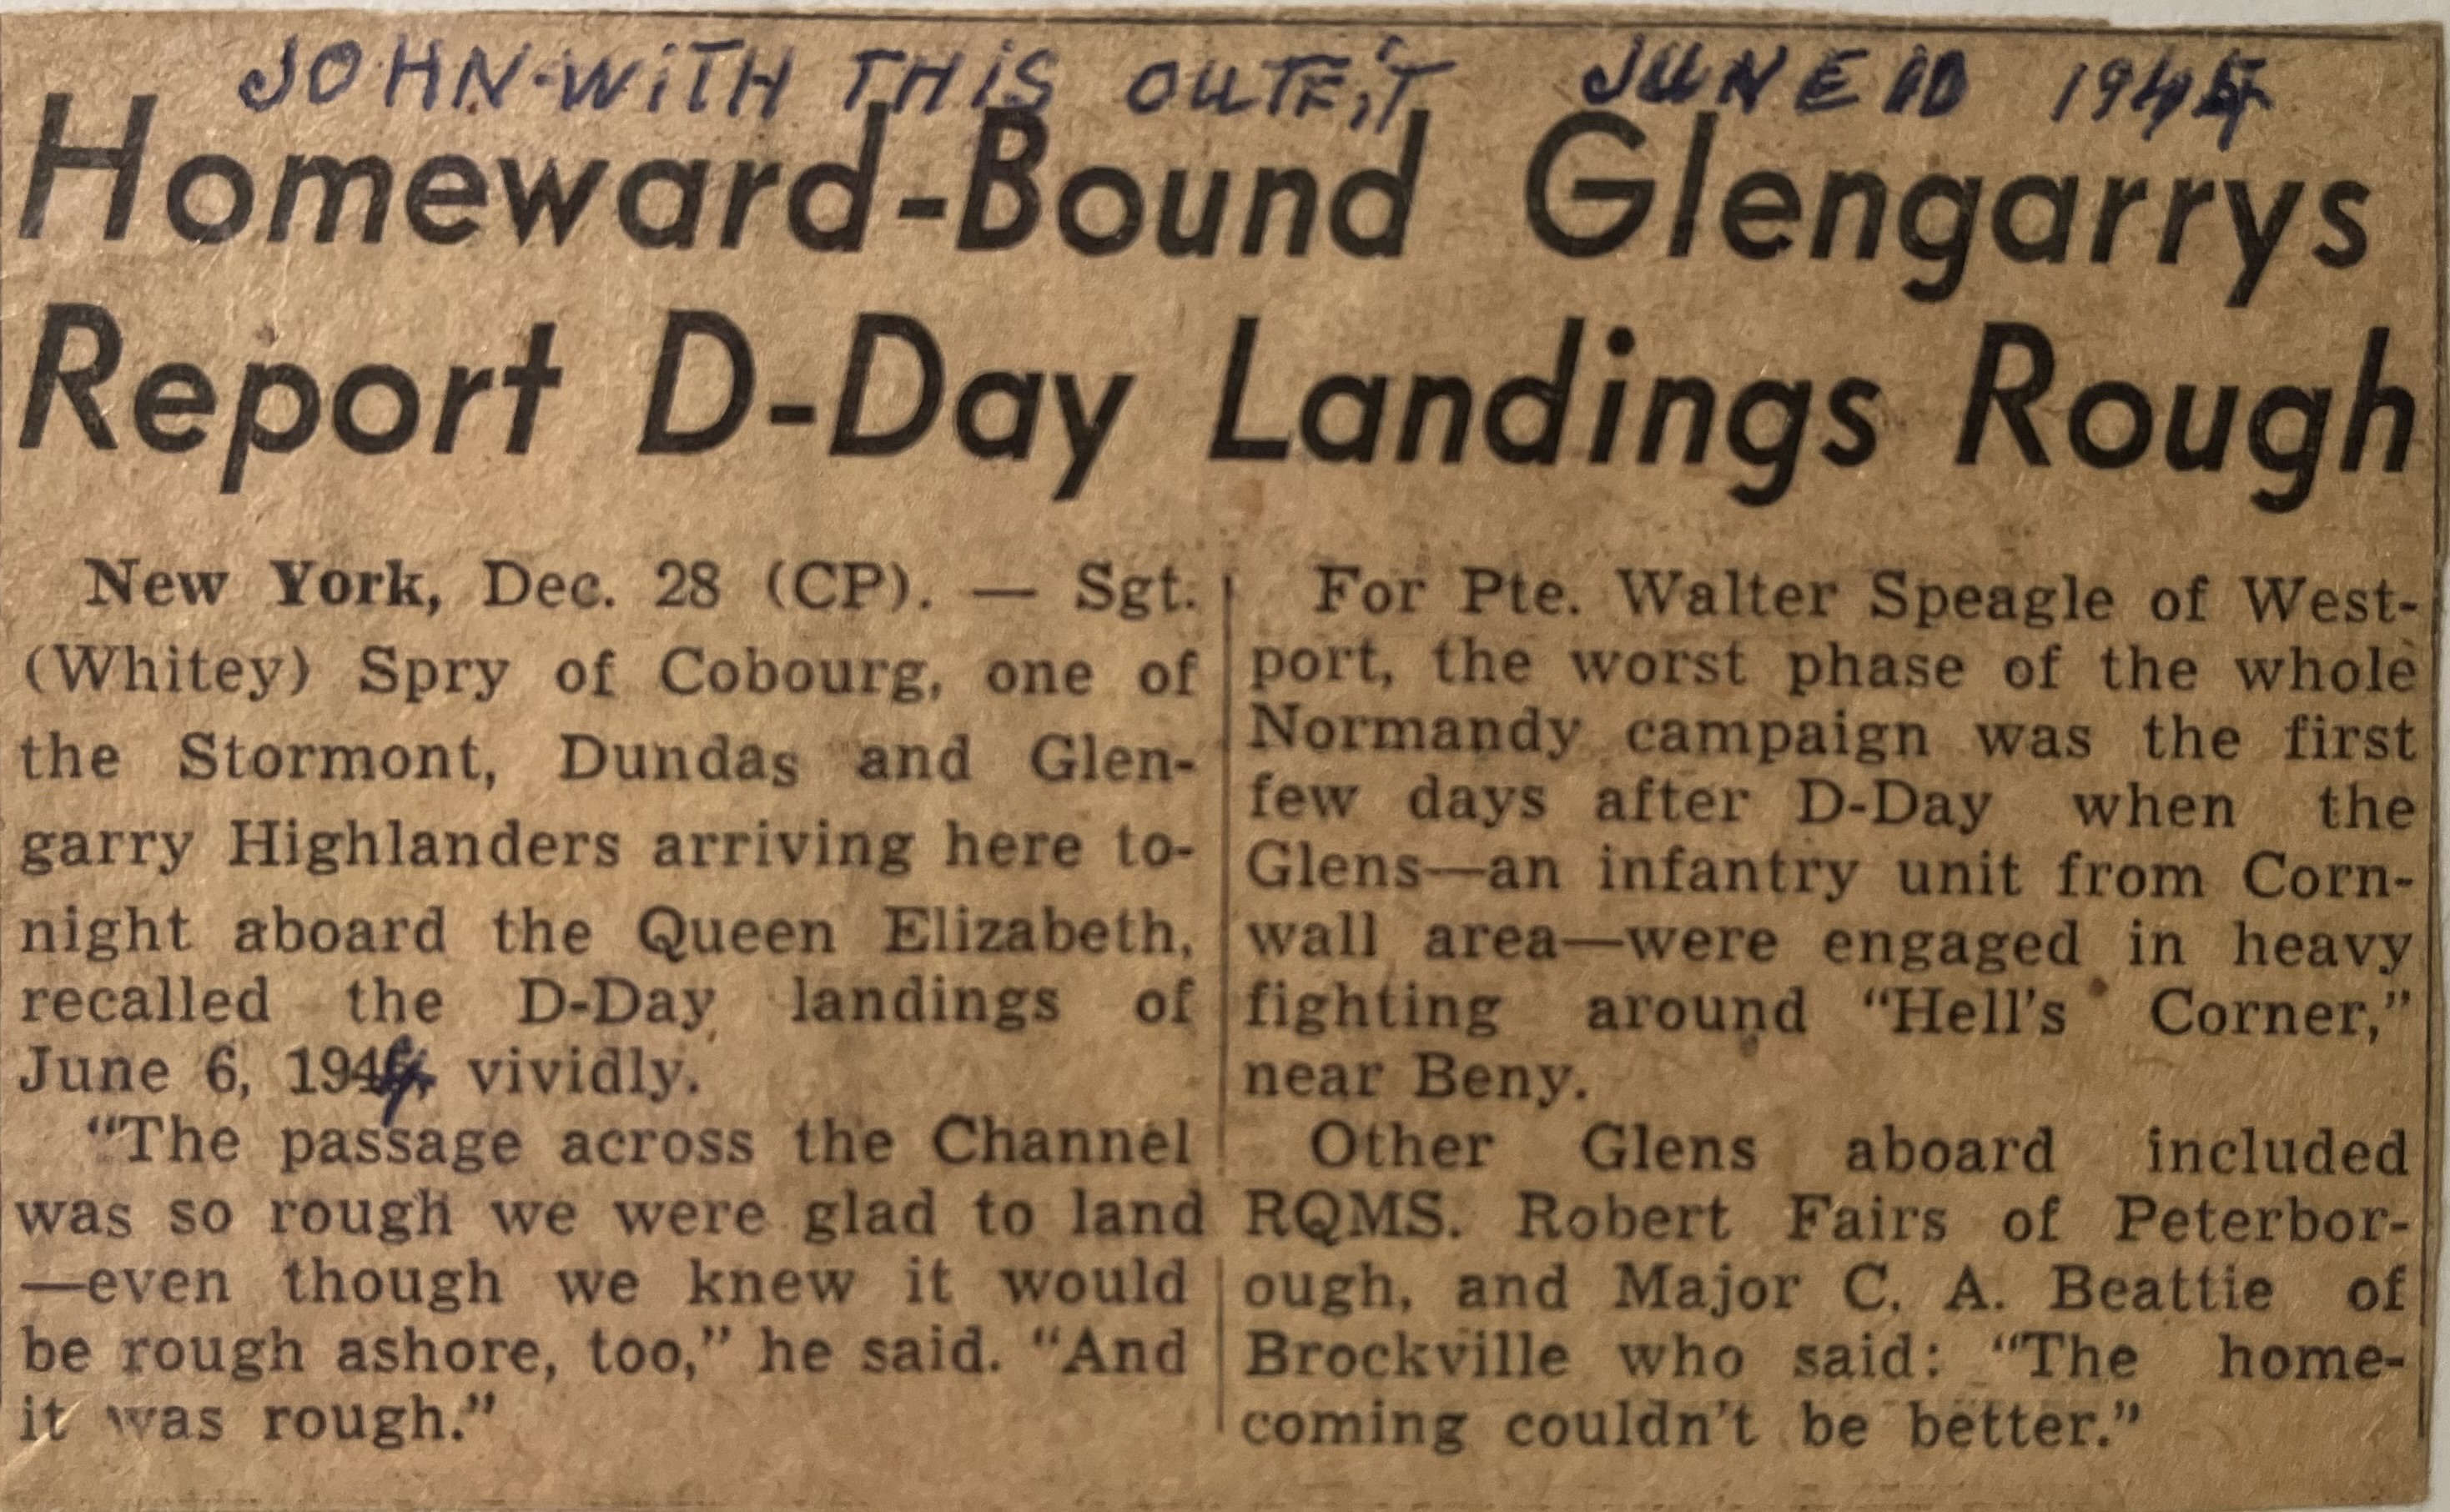 JOHN-WITH THIS OUTFIT JUNE 10 1944
Homeward-Bound Glengarrys
Report D-Day Landings Rough
New York, Dec. 28 (CP). — Sgt.
(Whitey) Spry of Cobourg, one of
the Stormont, Dundas and Glen-
garry Highlanders arriving here to-
night aboard the Queen Elizabeth,
recalled the D-Day landings of
June 6, 1944, vividly.
“The passage across the Channel
was so rough we were glad to land
—even though we knew it would
be rough ashore, too,” he said. “And
it was rough.”
For Pte. Walter Speagle of West-
port, the worst phase of the whole
Normandy campaign was the first
few days after D-Day when the
Glens—an infantry unit from Corn-
wall area—were engaged in heavy
fighting around “Hell's Corner,”
near Beny.
Other Glens aboard included
RQMS. Robert Fairs of Peterbor-
ough, and Major C. A. Beattie of
Brockville who said: “The home-
coming couldn't be better.”